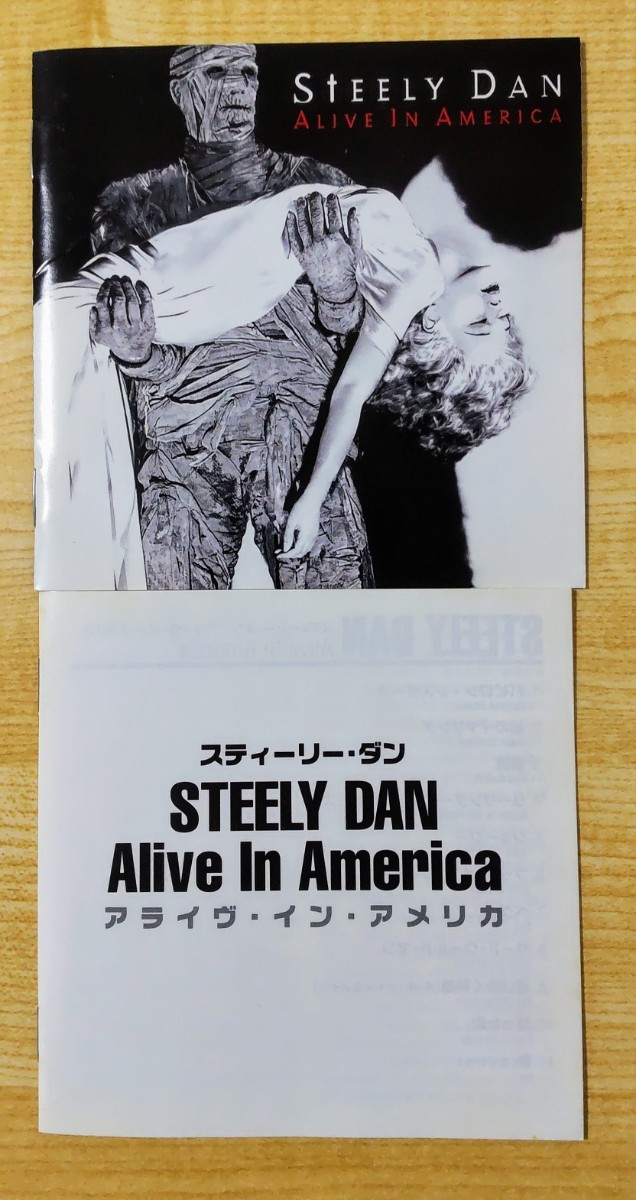 STEELY DAN
ALIVE IN AMERICA
スティーリー・ダン
STEELY DAN
Alive In America
アライヴ・イン・アメリカ